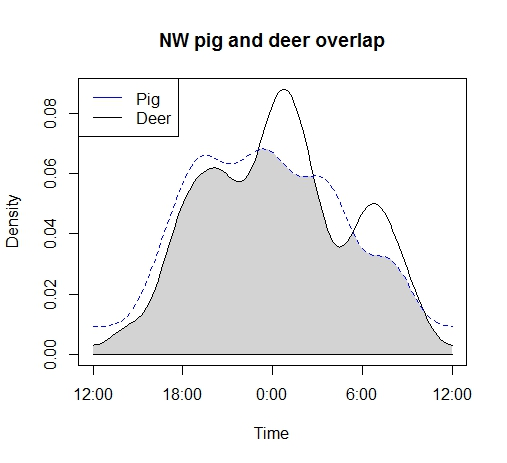 NW pig and deer overlap
Pig
Deer
Density
0.08
0.06
0.04
0.02
0.00
12:00 18:00 0:00 6:00 12:00
Time